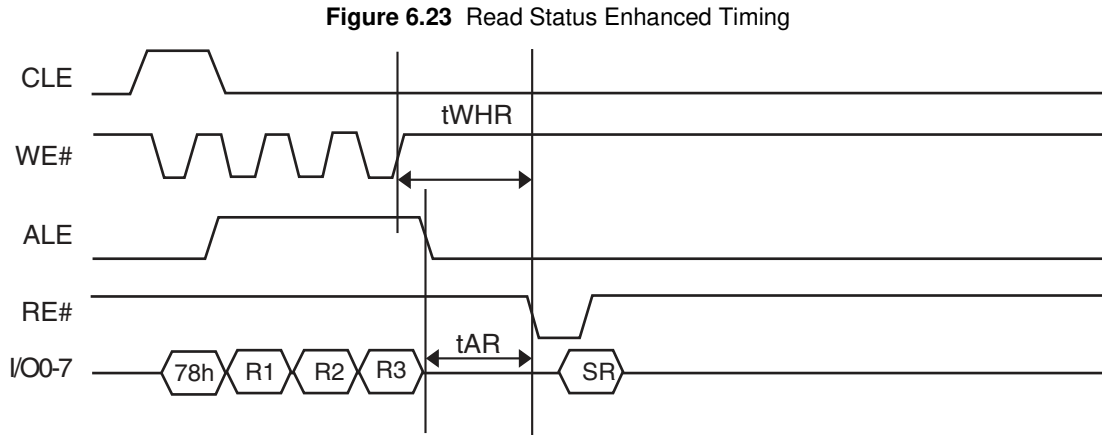 Figure 6.23 Read Status Enhanced Timing
CLE
tWHR
WE#
ALE
RE#
tAR
I/O0-7
78h R1 R2 R3 SR